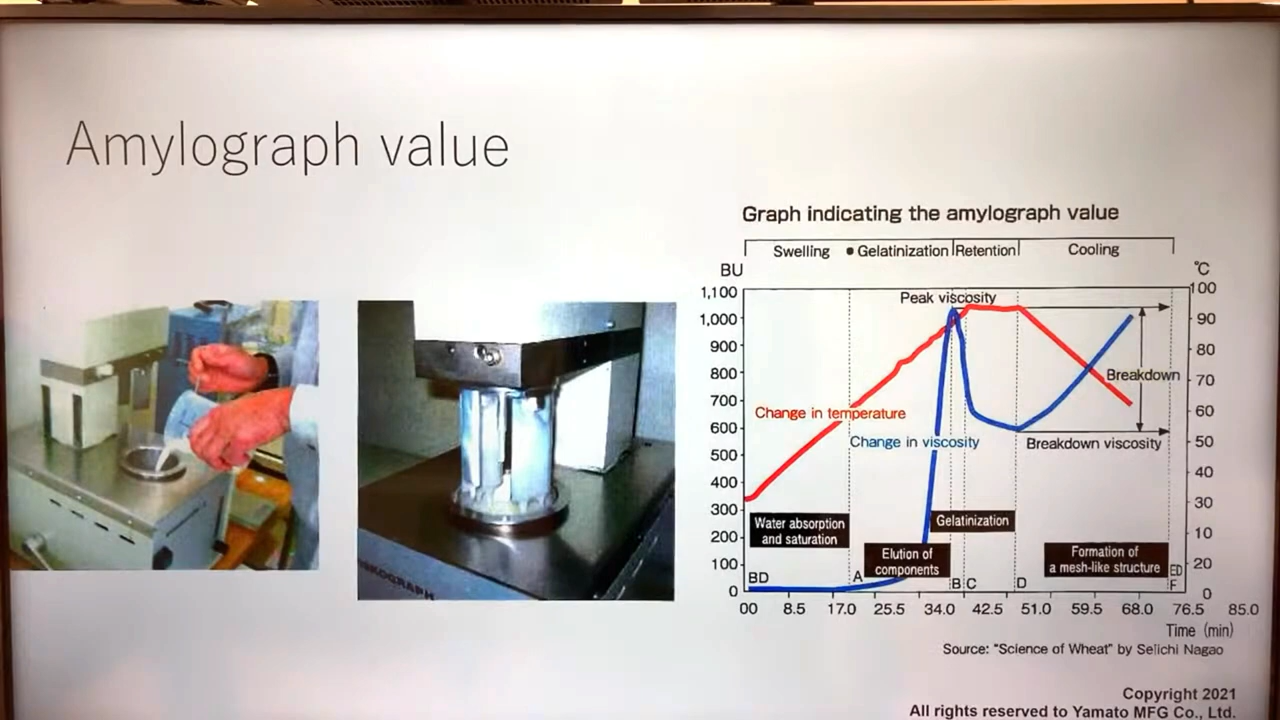 Amylograph value
Graph indicating the amylograph value
Swelling
Gelatinization
Retention
Cooling
BU
°C
1,100
1,000
900
800
700
600
500
400
300
200
100
0
100
90
80
70
60
50
40
30
10
20
0
Peak viscosity
Change in temperature
Change in viscosity
Breakdown
Breakdown viscosity
Water absorption
and saturation
Elution of
components
Gelatinization
Formation of
a mesh-like structure
BD
A
B
C
D
ED
F
00 8.5 17.0 25.5 34.0 42.5 51.0 59.5 68.0 76.5 85.0
Time (min)
Source: "Science of Wheat" by Seiichi Nagao
Copyright 2021
All rights reserved to Yamato MFG Co., Ltd.